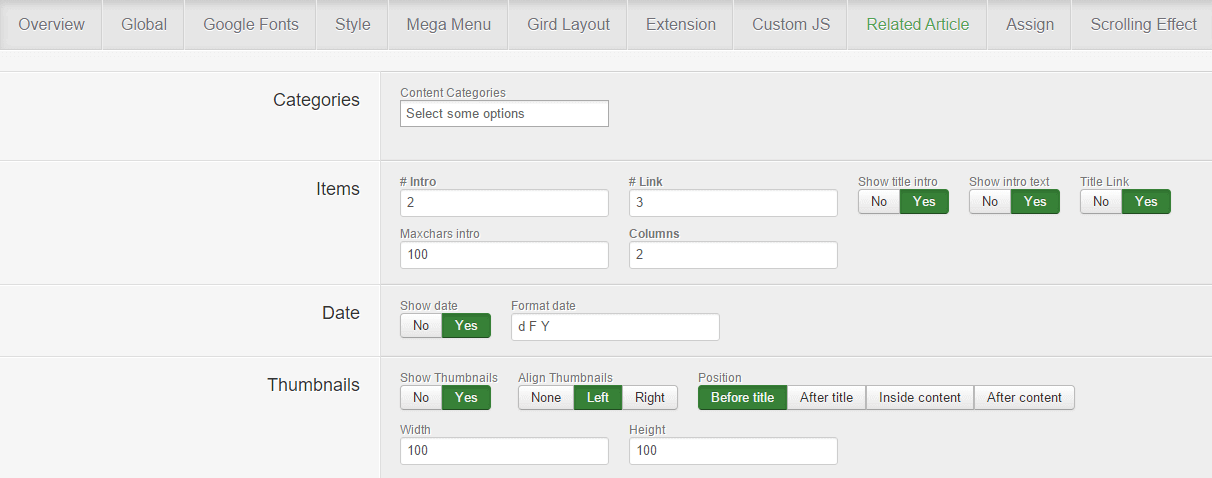 Overview Global Google Fonts Style Mega Menu Gird Layout Extension Custom JS Related Article Assign Scrolling Effect
Categories
Content Categories
Select some options
Items
# Intro # Link Show title intro Show intro text Title Link
2 3 No Yes No Yes No Yes
Maxchars intro Columns
100 2
Date
Show date Format date
No Yes d F Y
Thumbnails
Show Thumbnails Align Thumbnails Position
No Yes None Left Right Before title After title Inside content After content
Width Height
100 100